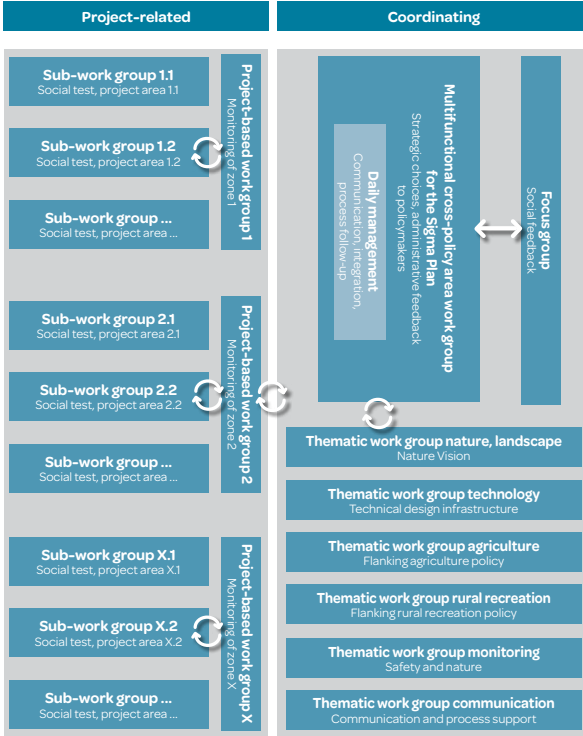 Project-related
Sub-work group 1.1
Social test, project area 1.1
Sub-work group 1.2
Social test, project area 1.2
Sub-work group ...
Social test, project area ...
Project-based work group 1
Monitoring of zone 1
Sub-work group 2.1
Social test, project area 2.1
Sub-work group 2.2
Social test, project area 2.2
Sub-work group ...
Social test, project area ...
Project-based work group 2
Monitoring of zone 2
Sub-work group X.1
Social test, project area X.1
Sub-work group X.2
Social test, project area X.2
Sub-work group ...
Social test, project area ...
Project-based work group X
Monitoring of zone X
Coordinating
Multifunctional cross-policy area work group
for the Sigma Plan
Strategic choices, administrative feedback
to policymakers
Daily management
Communication, integration,
process follow-up
Focus group
Social feedback
Thematic work group nature, landscape
Nature Vision
Thematic work group technology
Technical design infrastructure
Thematic work group agriculture
Flanking agriculture policy
Thematic work group rural recreation
Flanking rural recreation policy
Thematic work group monitoring
Safety and nature
Thematic work group communication
Communication and process support